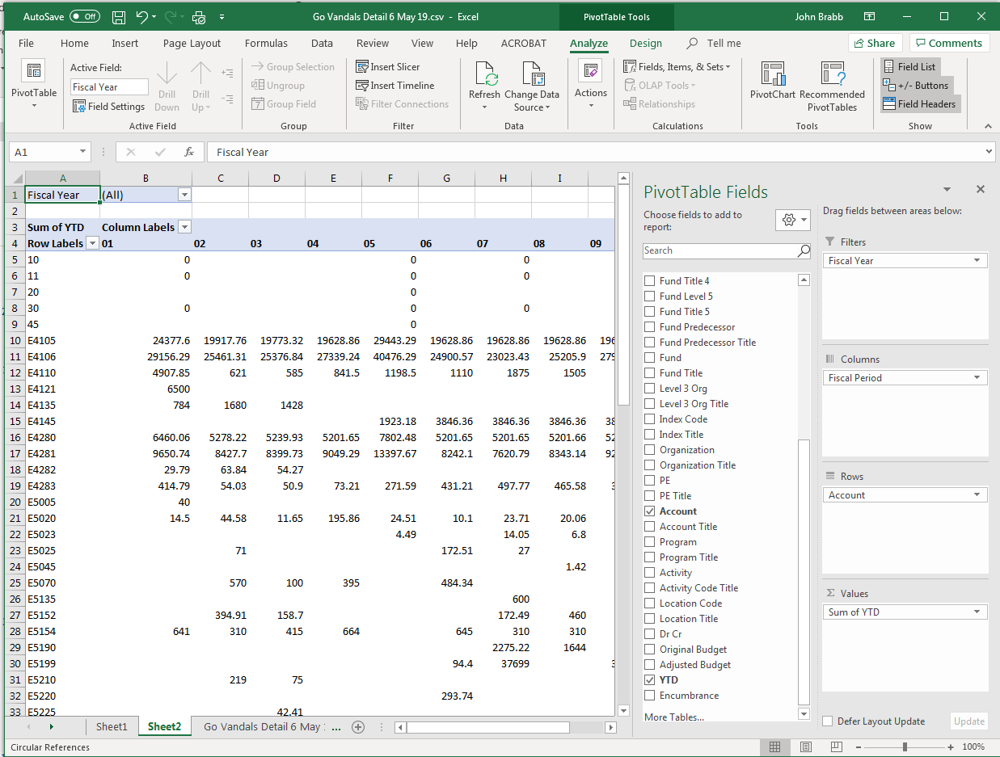 AutoSave Off Go Vandals Detail 6 May 19.csv - Excel PivotTable Tools John Brabb
File Home Insert Page Layout Formulas Data Review View Help ACROBAT Analyze Design Tell me Share Comments
PivotTable
Active Field:
Fiscal Year
Field Settings
Drill Down
Drill Up
Active Field
Group Selection
Ungroup
Group Field
Group
Insert Slicer
Insert Timeline
Filter Connections
Filter
Refresh
Change Data Source
Data
Actions
Fields, Items, & Sets
OLAP Tools
Relationships
Calculations
PivotChart
Recommended PivotTables
Tools
Field List
+/- Buttons
Field Headers
Show
A1 fx Fiscal Year
A B C D E F G H I
1 Fiscal Year (All)
2
3 Sum of YTD Column Labels
4 Row Labels 01 02 03 04 05 06 07 08 09
5 10 0 0 0
6 11 0 0 0
7 20 0
8 30 0 0 0
9 45 0
10 E4105 24377.6 19917.76 19773.32 19628.86 29443.29 19628.86 19628.86 19628.86 196
11 E4106 29156.29 25461.31 25376.84 27339.24 40476.29 24900.57 23023.43 25205.9 279
12 E4110 4907.85 621 585 841.5 1198.5 1110 1875 1505
13 E4121 6500
14 E4135 784 1680 1428
15 E4145 1923.18 3846.36 3846.36 3846.36 38
16 E4280 6460.06 5278.22 5239.93 5201.65 7802.48 5201.65 5201.65 5201.66 52
17 E4281 9650.74 8427.7 8399.73 9049.29 13397.67 8242.1 7620.79 8343.14 92
18 E4282 29.79 63.84 54.27
19 E4283 414.79 54.03 50.9 73.21 271.59 431.21 497.77 465.58 3
20 E5005 40
21 E5020 14.5 44.58 11.65 195.86 24.51 10.1 23.71 20.06
22 E5023 4.49 14.05 6.8
23 E5025 71 172.51 27
24 E5045 1.42
25 E5070 570 100 395 484.34
26 E5135 600
27 E5152 394.91 158.7 172.49 460
28 E5154 641 310 415 664 645 310 310
29 E5190 2275.22 1644
30 E5199 94.4 37699 3
31 E5210 219 75
32 E5220 293.74
33 E5225 42.41
Sheet1 Sheet2 Go Vandals Detail 6 May ...
Circular References
100%
PivotTable Fields
Choose fields to add to
report:
Search
Fund Title 4
Fund Level 5
Fund Title 5
Fund Predecessor
Fund Predecessor Title
Fund
Fund Title
Level 3 Org
Level 3 Org Title
Index Code
Index Title
Organization
Organization Title
PE
PE Title
Account
Account Title
Program
Program Title
Activity
Activity Code Title
Location Code
Location Title
Dr Cr
Original Budget
Adjusted Budget
YTD
Encumbrance
More Tables...
Drag fields between areas below:
Filters
Fiscal Year
Columns
Fiscal Period
Rows
Account
Σ Values
Sum of YTD
Defer Layout Update Update